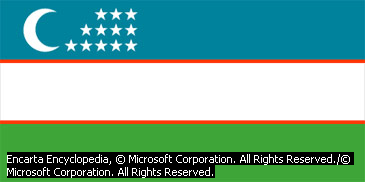 Encarta Encyclopedia, © Microsoft Corporation. All Rights Reserved./©
Microsoft Corporation. All Rights Reserved.